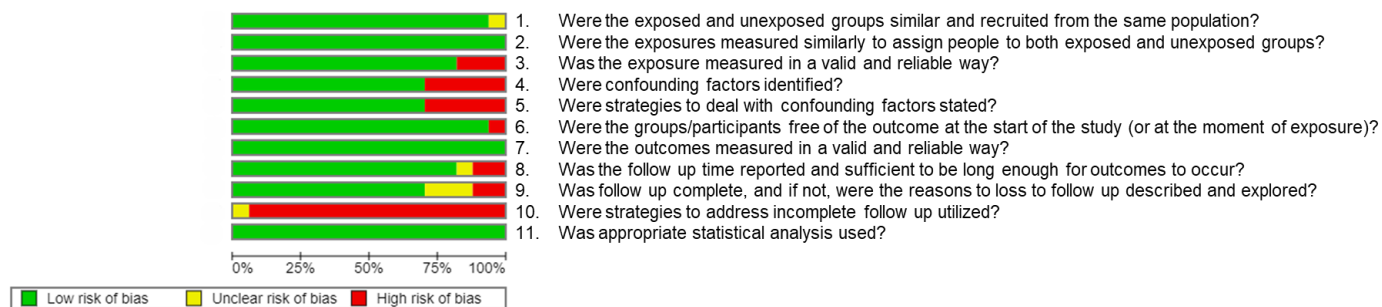 1. Were the exposed and unexposed groups similar and recruited from the same population?
2. Were the exposures measured similarly to assign people to both exposed and unexposed groups?
3. Was the exposure measured in a valid and reliable way?
4. Were confounding factors identified?
5. Were strategies to deal with confounding factors stated?
6. Were the groups/participants free of the outcome at the start of the study (or at the moment of exposure)?
7. Were the outcomes measured in a valid and reliable way?
8. Was the follow up time reported and sufficient to be long enough for outcomes to occur?
9. Was follow up complete, and if not, were the reasons to loss to follow up described and explored?
10. Were strategies to address incomplete follow up utilized?
11. Was appropriate statistical analysis used?
0% 25% 50% 75% 100%
Low risk of bias Unclear risk of bias High risk of bias